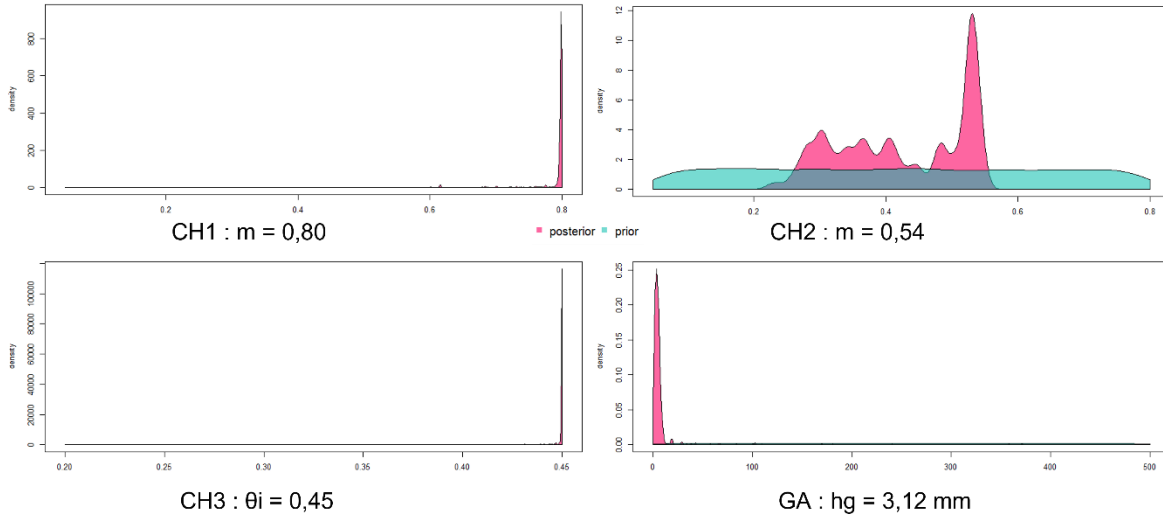 density
0 200 400 600 800
0.2 0.4 0.6 0.8
CH1 : m = 0,80
density
0 2 4 6 8 10 12
0.2 0.4 0.6 0.8
CH2 : m = 0,54
posterior prior
density
0 20000 40000 60000 80000 100000
0.20 0.25 0.30 0.35 0.40 0.45
CH3 : θi = 0,45
density
0.00 0.05 0.10 0.15 0.20 0.25
0 100 200 300 400 500
GA : hg = 3,12 mm